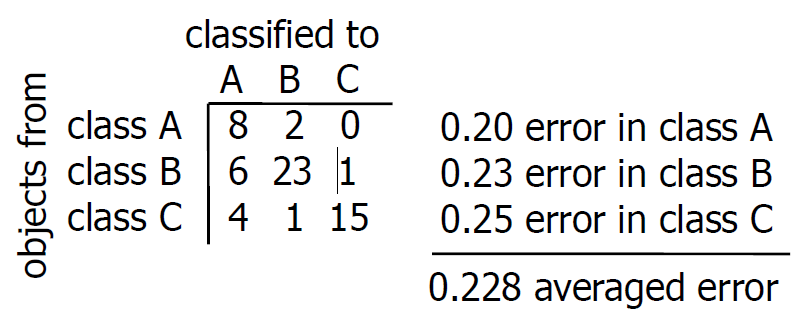 classified to
A B C
objects from
class A 8 2 0 0.20 error in class A
class B 6 23 1 0.23 error in class B
class C 4 1 15 0.25 error in class C
0.228 averaged error